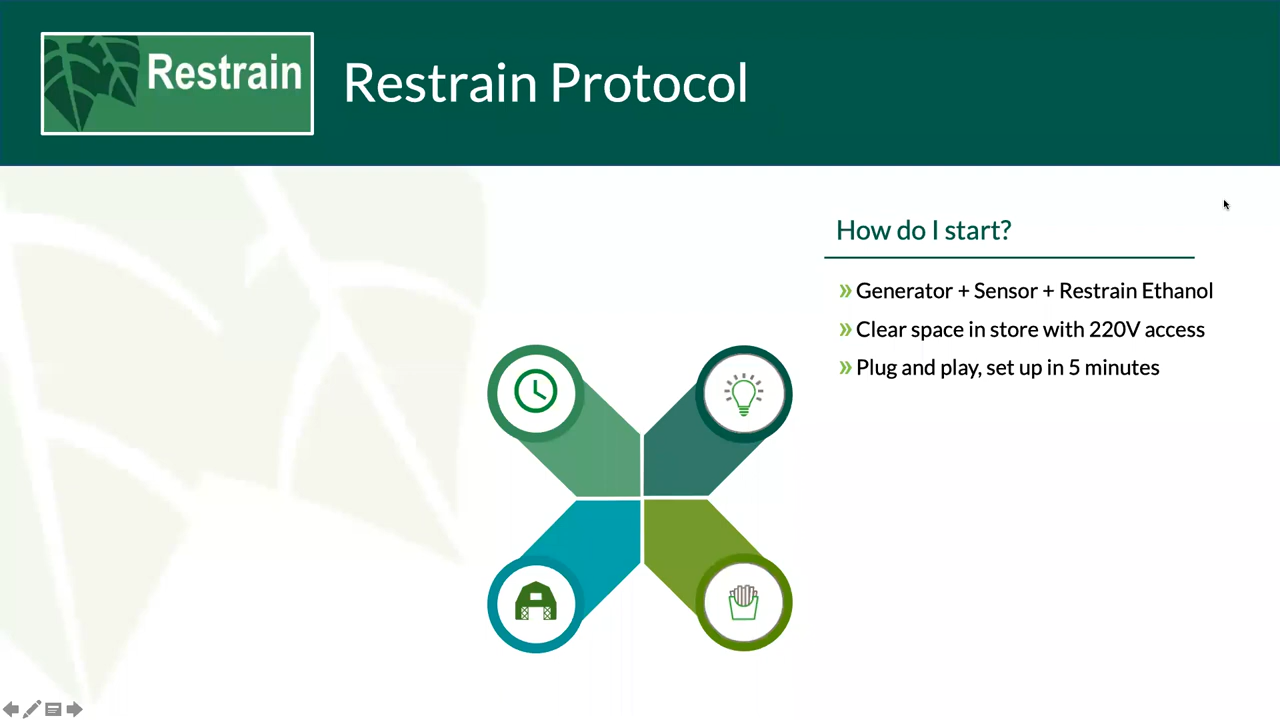 Restrain
Restrain Protocol
How do I start?
» Generator + Sensor + Restrain Ethanol
» Clear space in store with 220V access
» Plug and play, set up in 5 minutes